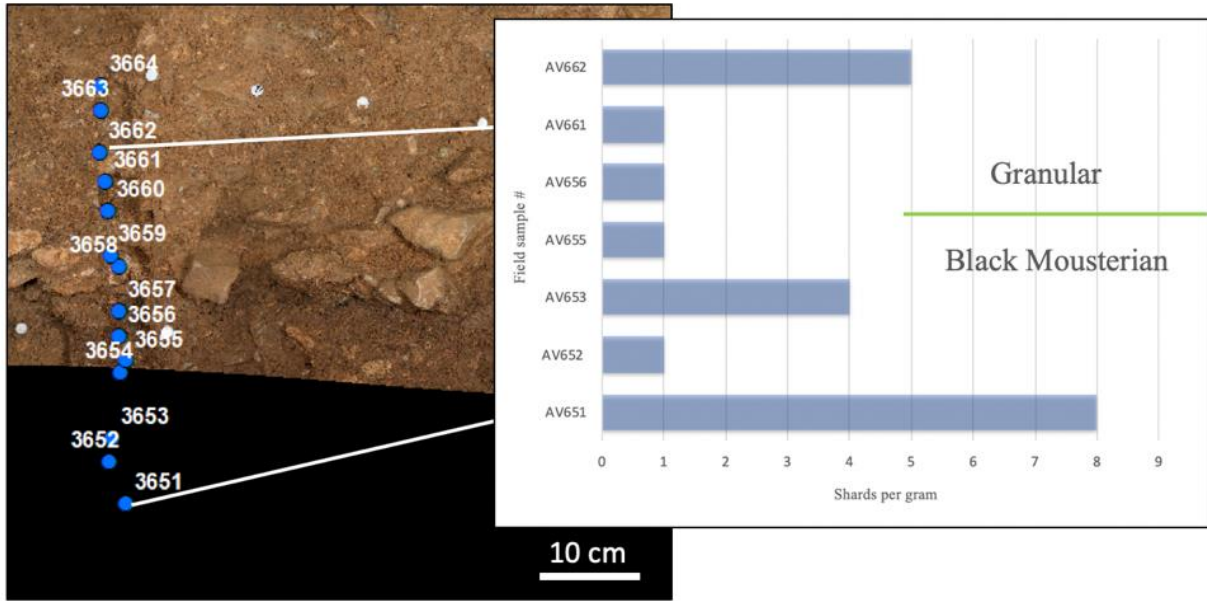 3664
3663
3662
3661
3660
3659
3658
3657
3656
3655
3654
3653
3652
3651
10 cm
Field sample #
AV662
AV661
AV656
AV655
AV653
AV652
AV651
Granular
Black Mousterian
0 1 2 3 4 5 6 7 8 9
Shards per gram